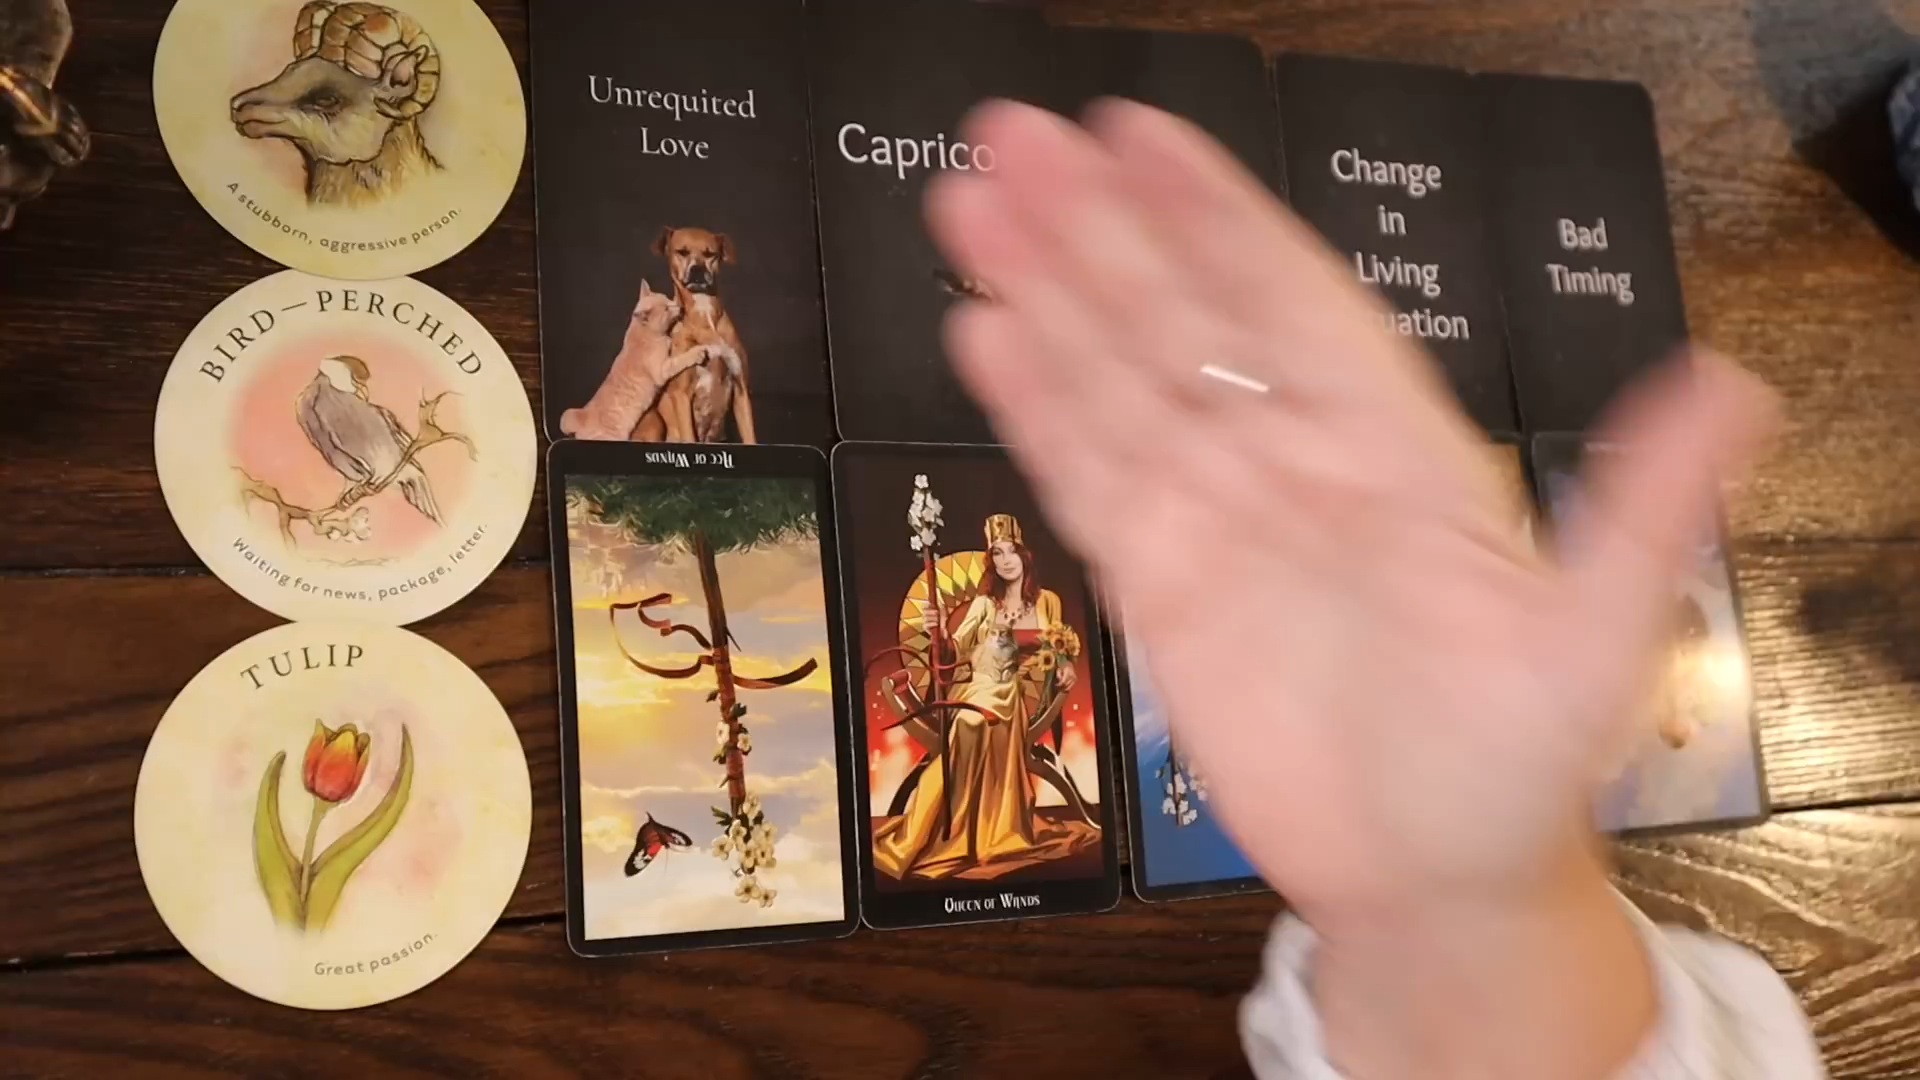 A stubborn, aggressive person.
BIRD—PERCHED
Waiting for news, package, letter.
TULIP
Great passion.
Unrequited
Love
Caprico
Change
in
Living
uation
Bad
Timing
Ace of Wands
Queen of Wands